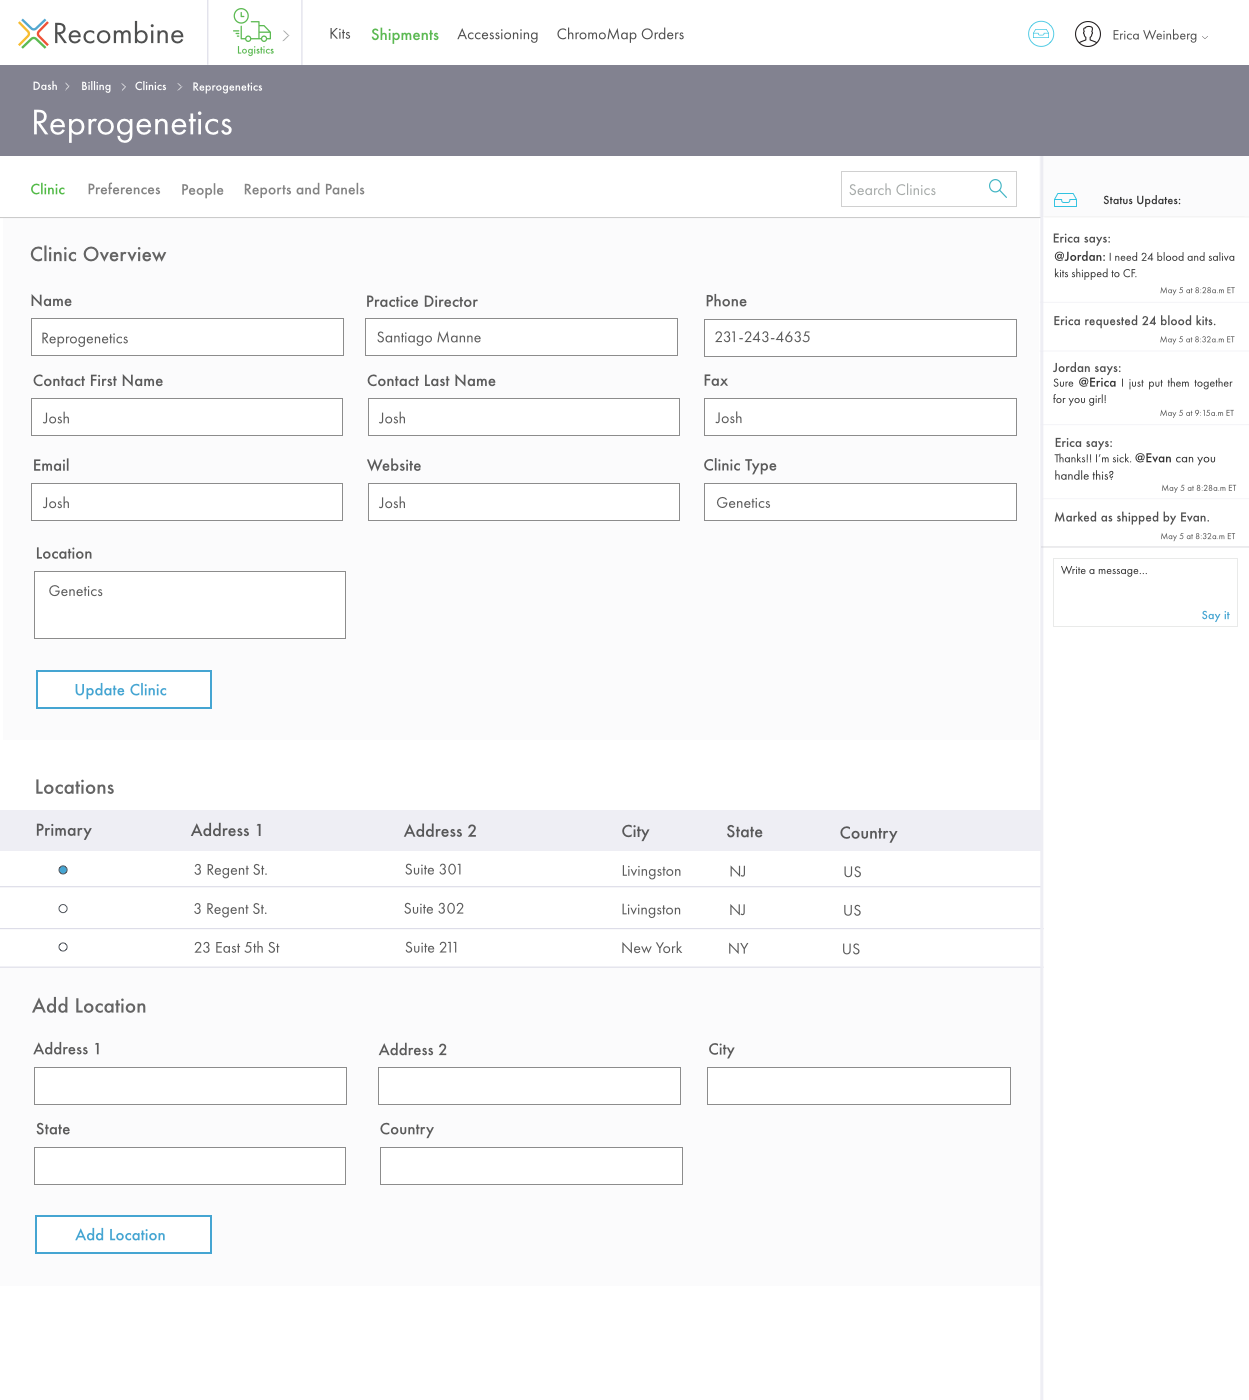 Recombine
Logistics
Kits Shipments Accessioning ChromoMap Orders
Erica Weinberg
Dash Billing Clinics Reprogenetics
Reprogenetics
Clinic Preferences People Reports and Panels
Search Clinics
Clinic Overview
Name Practice Director Phone
Reprogenetics Santiago Manne 231-243-4635
Contact First Name Contact Last Name Fax
Josh Josh Josh
Email Website Clinic Type
Josh Josh Genetics
Location
Genetics
Update Clinic
Locations
Primary Address 1 Address 2 City State Country
3 Regent St. Suite 301 Livingston NJ US
3 Regent St. Suite 302 Livingston NJ US
23 East 5th St Suite 211 New York NY US
Add Location
Address 1 Address 2 City
State Country
Add Location
Status Updates:
Erica says:
@Jordan: I need 24 blood and saliva
kits shipped to CF.
May 5 at 8:28a.m ET
Erica requested 24 blood kits.
May 5 at 8:32a.m ET
Jordan says:
Sure @Erica I just put them together
for you girl!
May 5 at 9:15a.m ET
Erica says:
Thanks!! I'm sick. @Evan can you
handle this?
May 5 at 8:28a.m ET
Marked as shipped by Evan.
May 5 at 8:32a.m ET
Write a message...
Say it